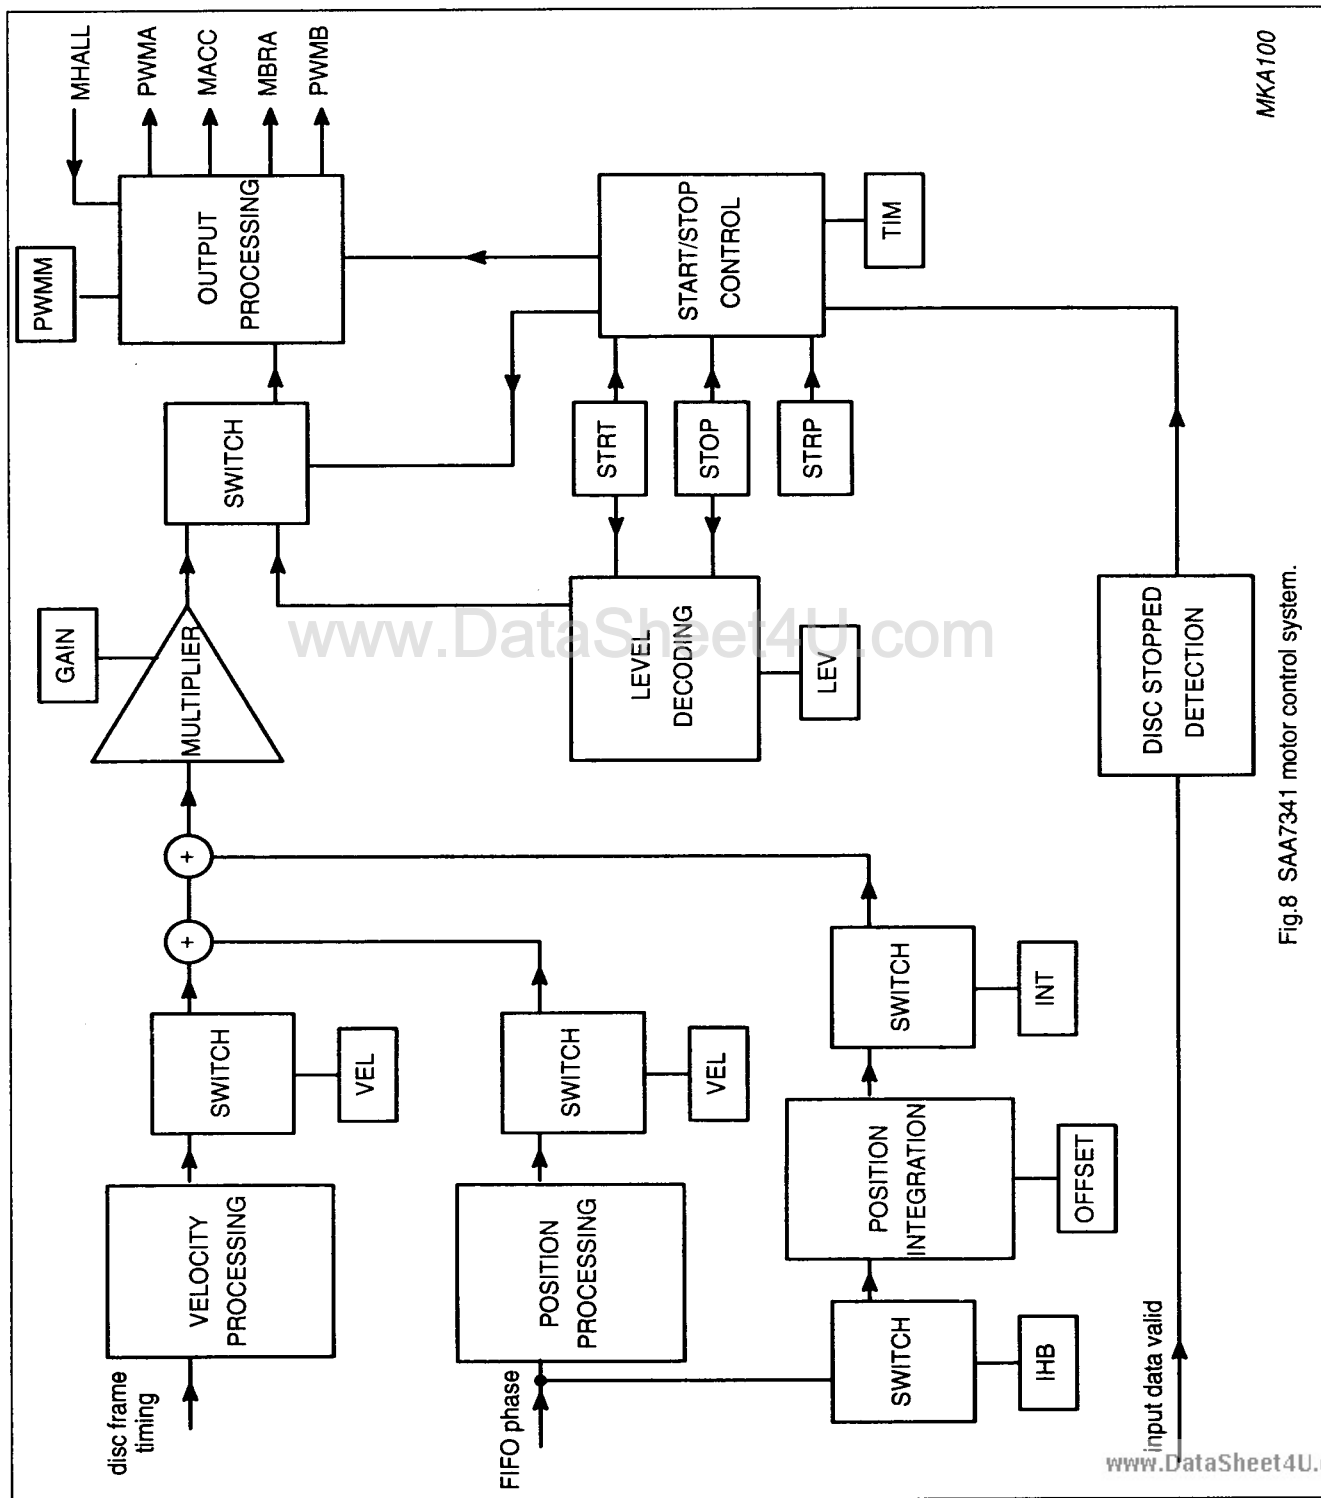 disc frame
timing
VELOCITY
PROCESSING
SWITCH
VEL
+
+
MULTIPLIER
GAIN
SWITCH
PWMM
OUTPUT
PROCESSING
MHALL
PWMA
MACC
MBRA
PWMB
FIFO phase
POSITION
PROCESSING
SWITCH
VEL
SWITCH
IHB
POSITION
INTEGRATION
OFFSET
SWITCH
INT
LEVEL
DECODING
LEV
STRT
STOP
STRP
START/STOP
CONTROL
TIM
input data valid
DISC STOPPED
DETECTION
MKA100
Fig.8 SAA7341 motor control system.
www.DataSheet4U.com
www.DataSheet4U.